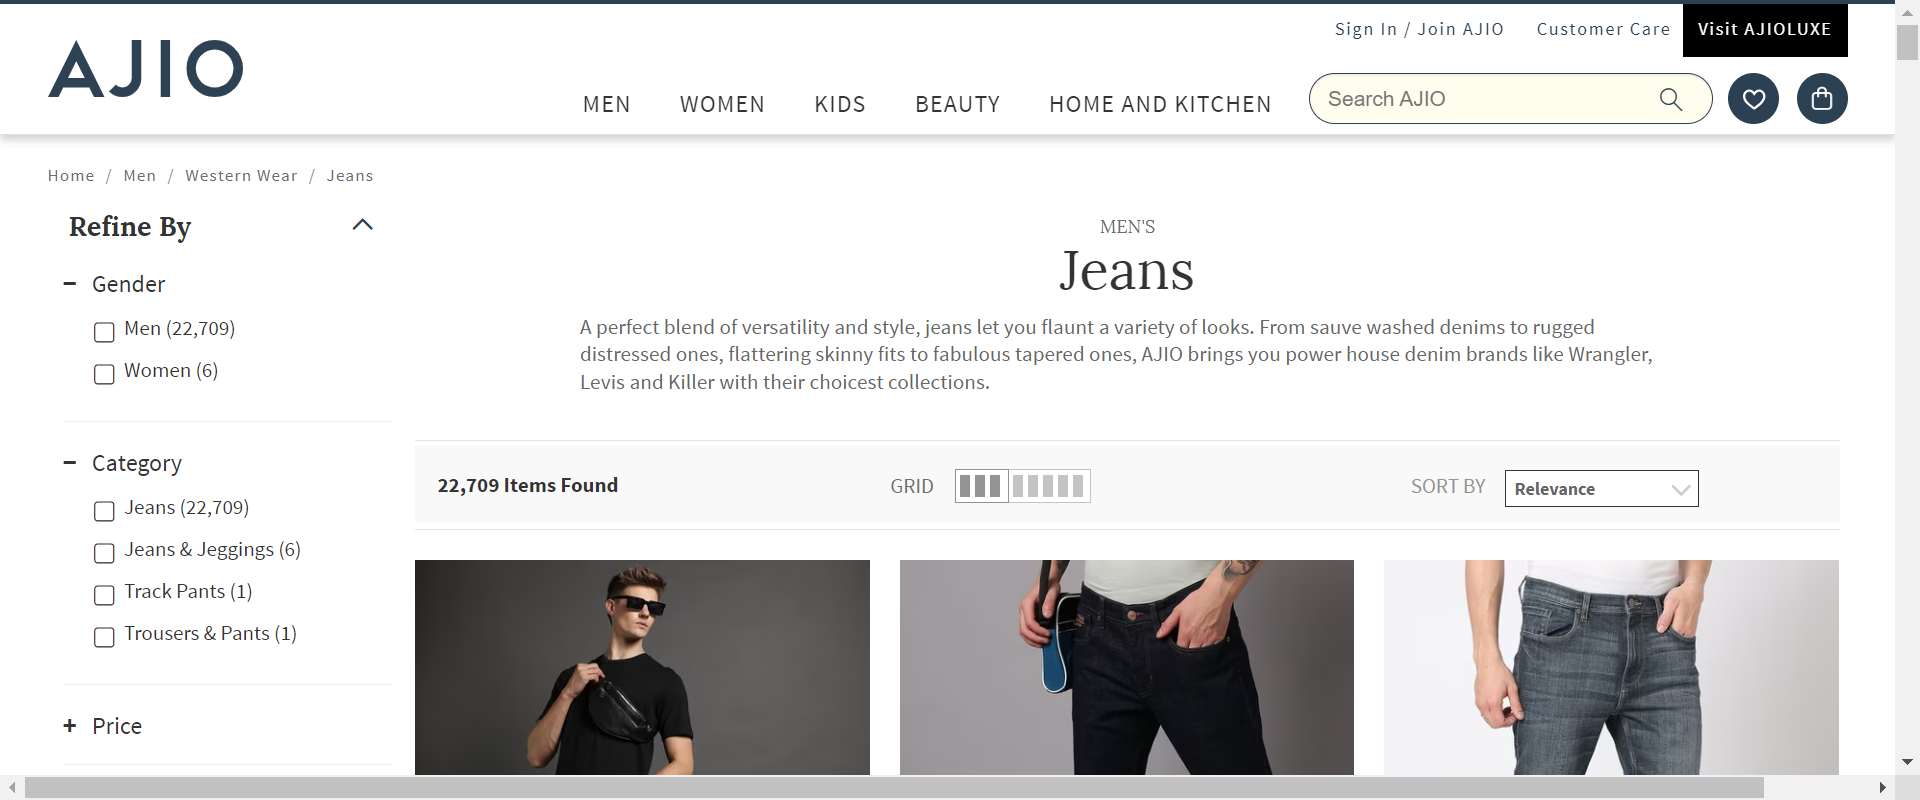 Sign In / Join AJIO
Customer Care
Visit AJIOLUXE
AJIO
MEN
WOMEN
KIDS
BEAUTY
HOME AND KITCHEN
Search AJIO
Home / Men / Western Wear / Jeans
Refine By
Gender
Men (22,709)
Women (6)
Category
Jeans (22,709)
Jeans & Jeggings (6)
Track Pants (1)
Trousers & Pants (1)
Price
MEN'S
Jeans
A perfect blend of versatility and style, jeans let you flaunt a variety of looks. From sauve washed denims to rugged
distressed ones, flattering skinny fits to fabulous tapered ones, AJIO brings you power house denim brands like Wrangler,
Levis and Killer with their choicest collections.
22,709 Items Found
GRID
SORT BY
Relevance